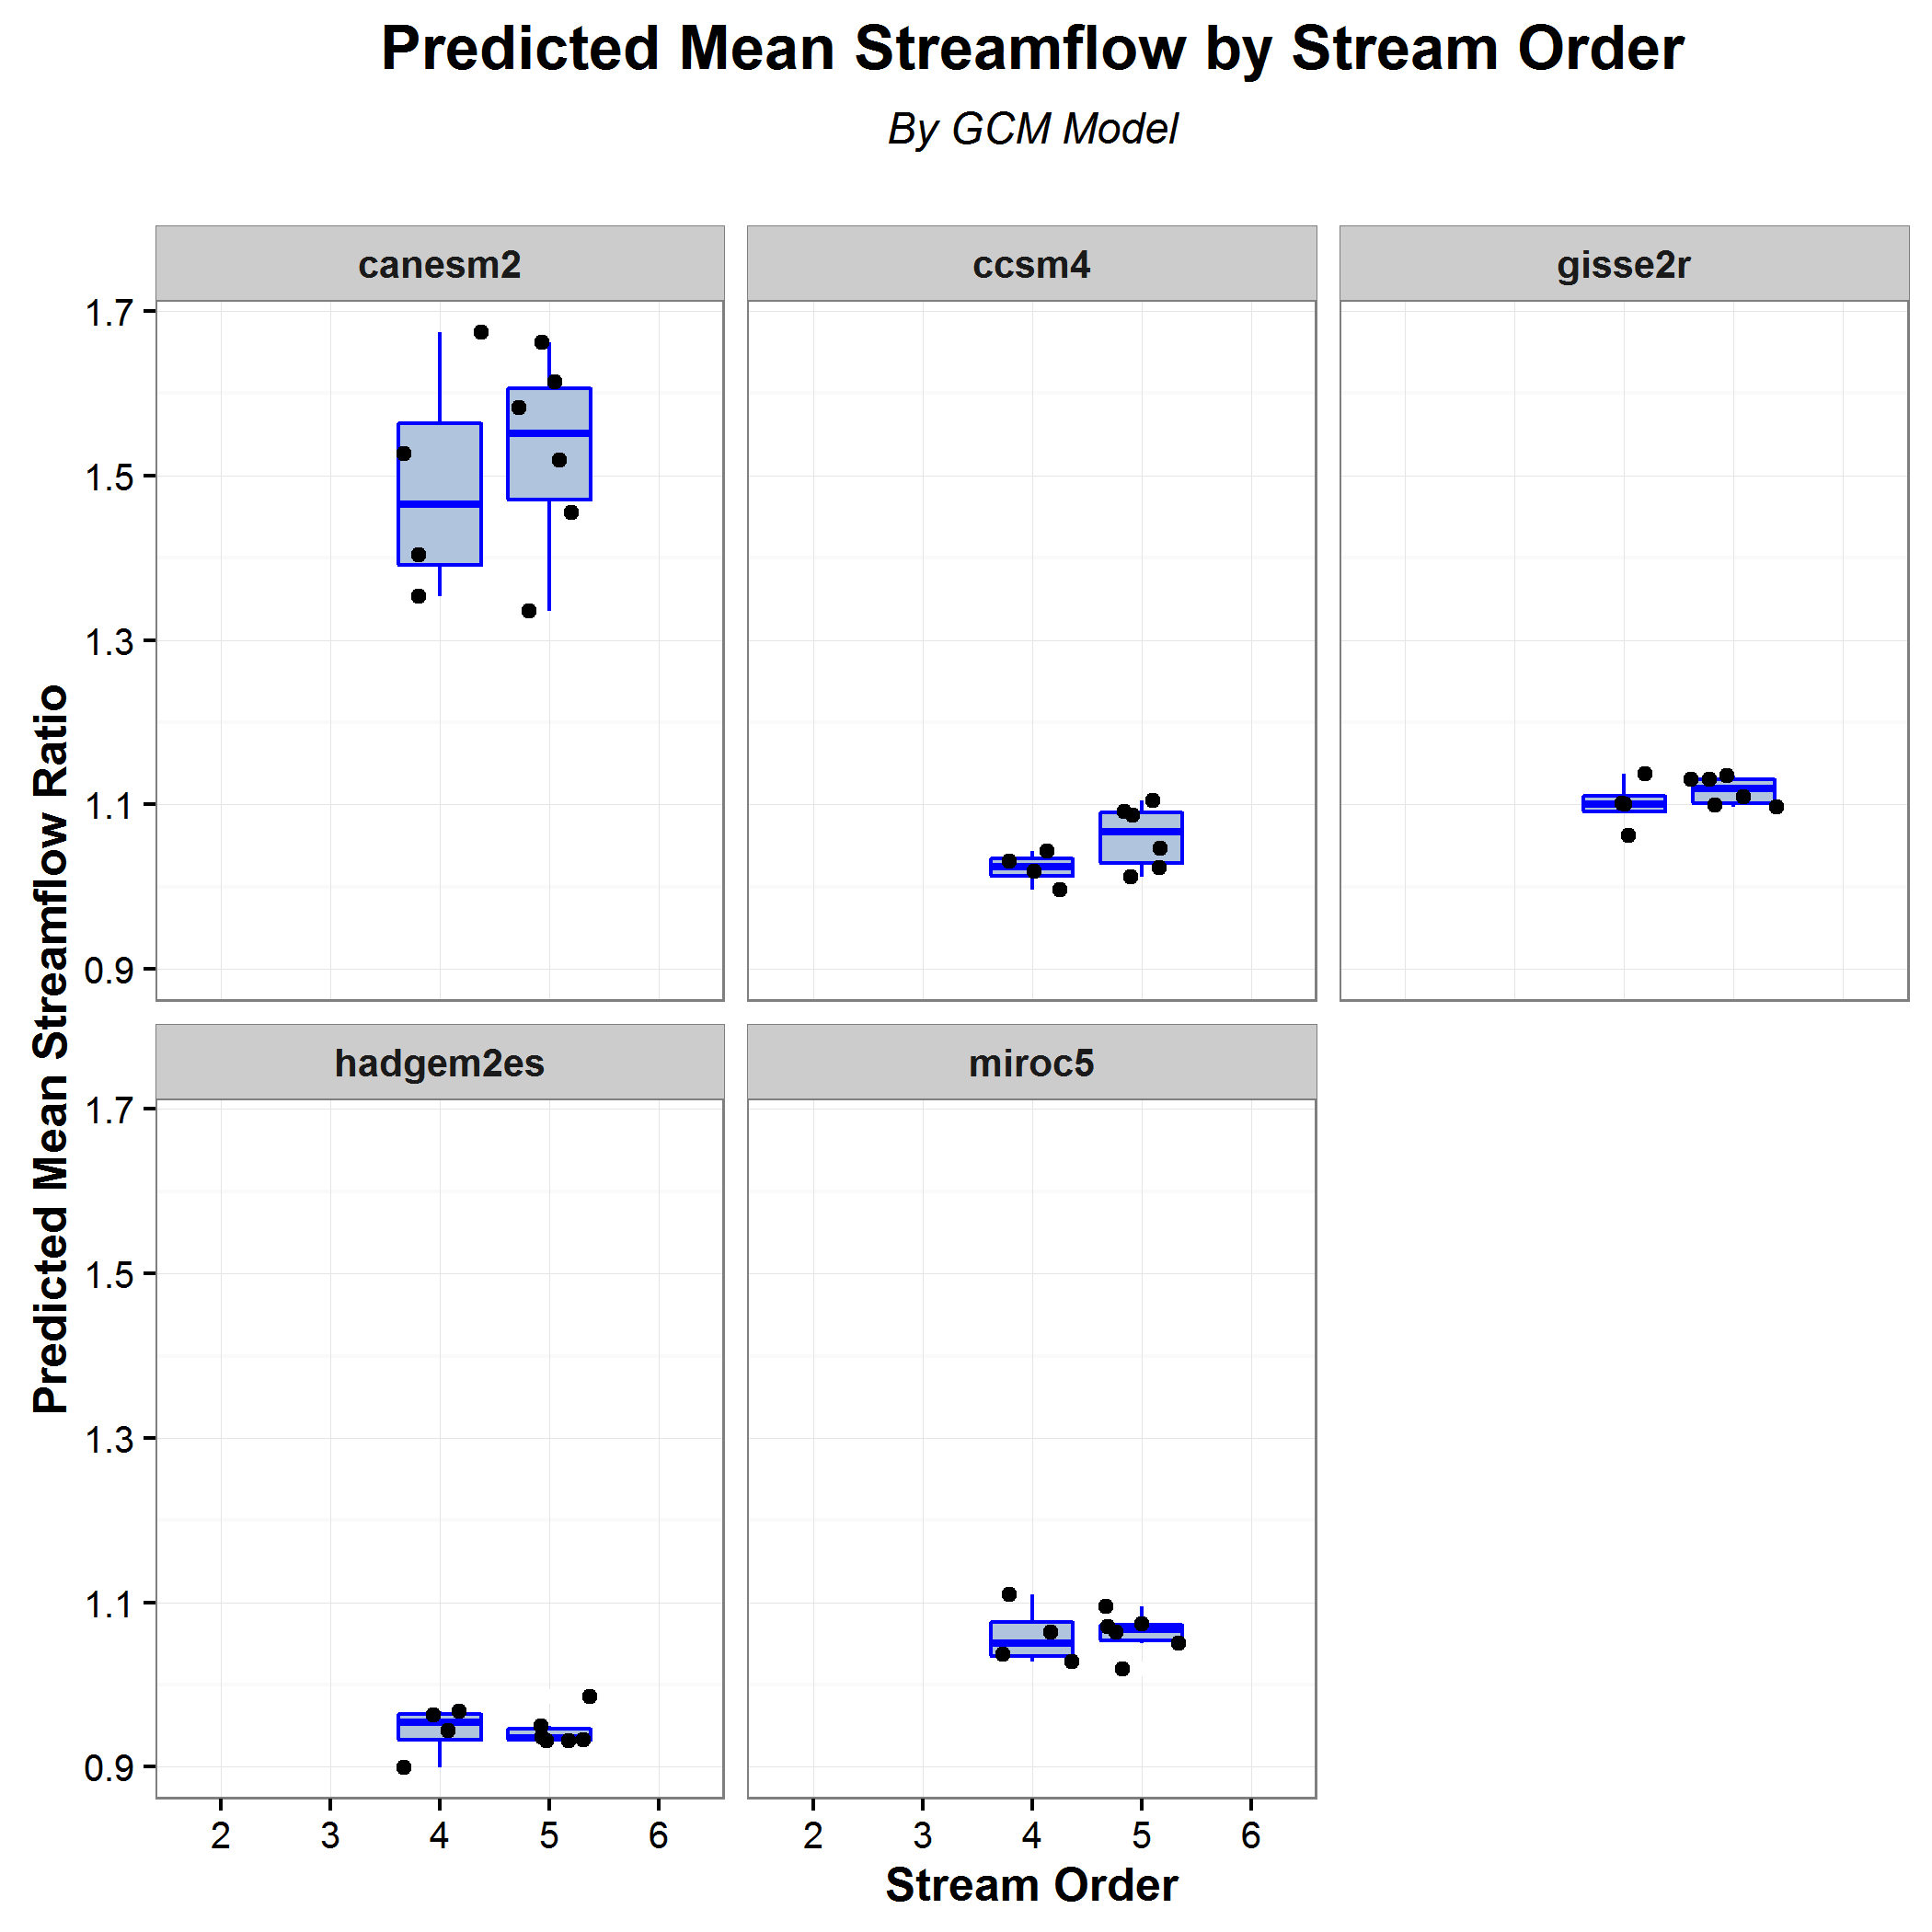 Predicted Mean Streamflow by Stream Order
By GCM Model
canesm2
ccsm4
gisse2r
1.7
1.5
1.3
1.1
0.9
Predicted Mean Streamflow Ratio
hadgem2es
miroc5
1.7
1.5
1.3
1.1
0.9
2 3 4 5 6
2 3 4 5 6
Stream Order